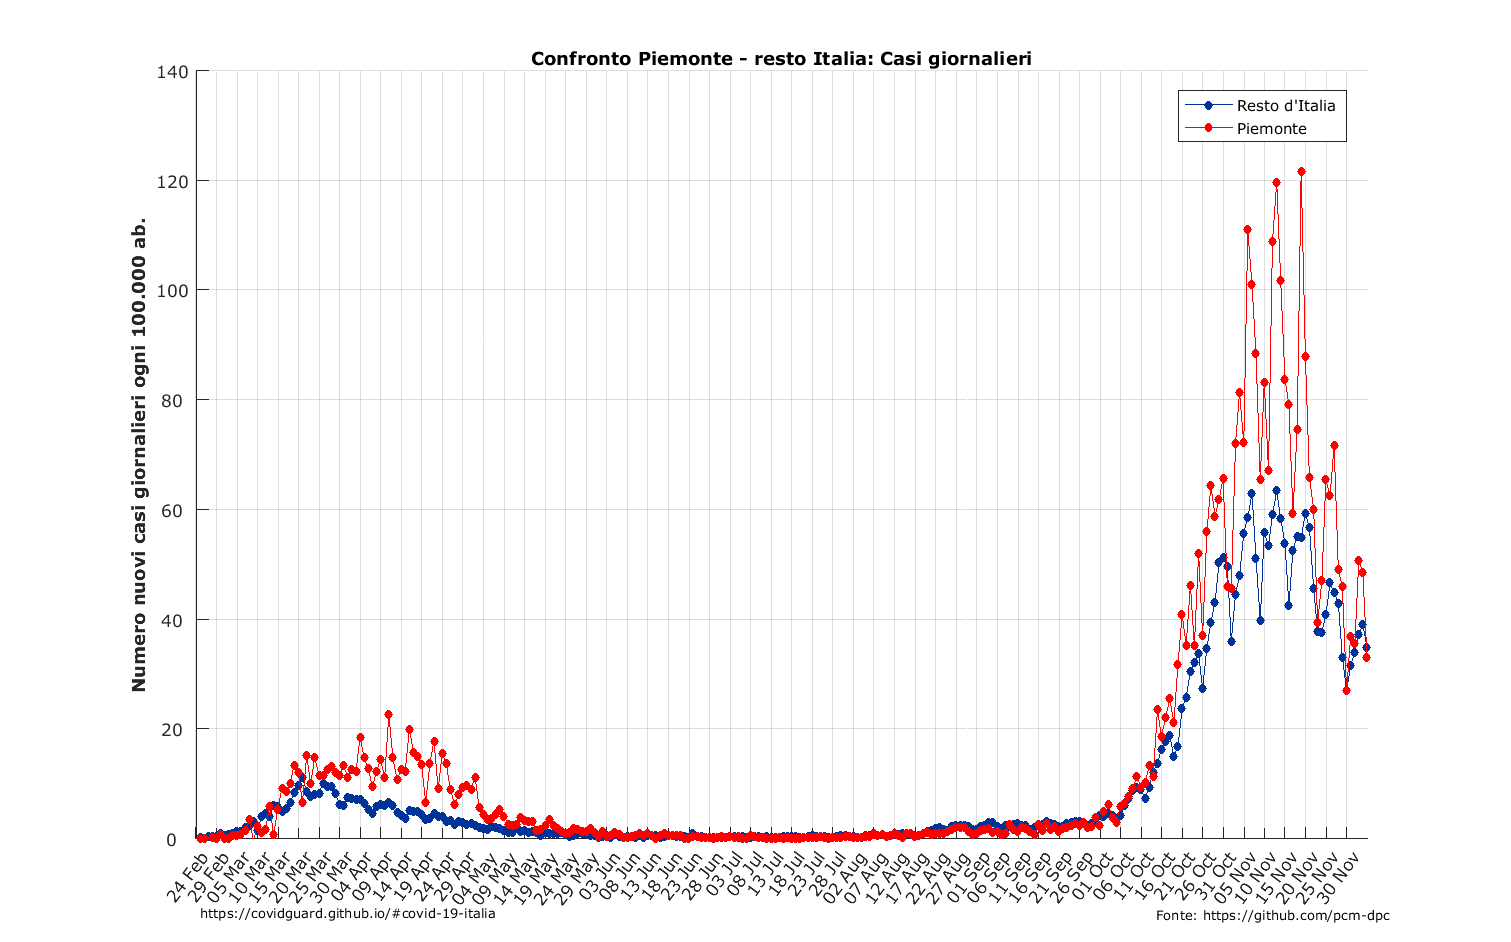 Confronto Piemonte - resto Italia: Casi giornalieri
Resto d'Italia
Piemonte
Numero nuovi casi giornalieri ogni 100.000 ab.
140
120
100
80
60
40
20
0
24 Feb
29 Feb
05 Mar
10 Mar
15 Mar
20 Mar
25 Mar
30 Mar
04 Apr
09 Apr
14 Apr
19 Apr
24 Apr
29 Apr
04 May
09 May
14 May
19 May
24 May
29 May
03 Jun
08 Jun
13 Jun
18 Jun
23 Jun
28 Jun
03 Jul
08 Jul
13 Jul
18 Jul
23 Jul
28 Jul
02 Aug
07 Aug
12 Aug
17 Aug
22 Aug
27 Aug
01 Sep
06 Sep
11 Sep
16 Sep
21 Sep
26 Sep
01 Oct
06 Oct
11 Oct
16 Oct
21 Oct
26 Oct
31 Oct
05 Nov
10 Nov
15 Nov
20 Nov
25 Nov
30 Nov
https://covidguard.github.io/#covid-19-italia
Fonte: https://github.com/pcm-dpc